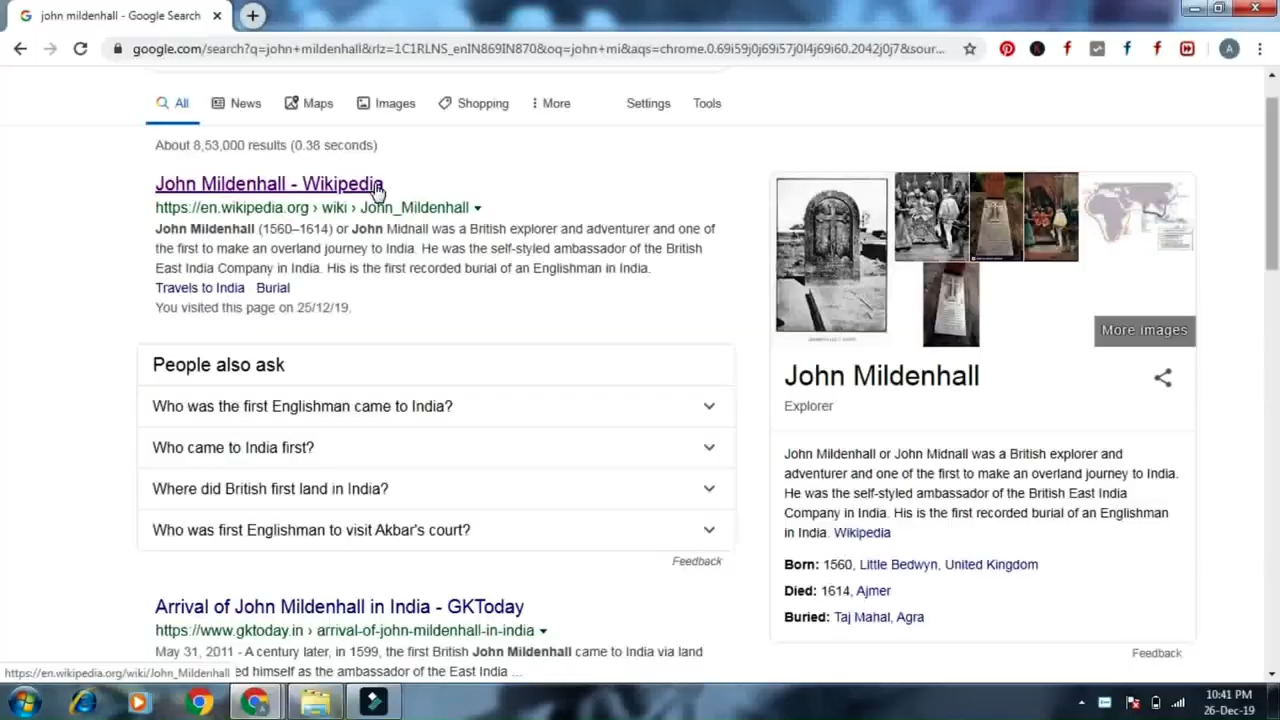 john mildenhall - Google Search
google.com/search?q=john+mildenhall&rlz=1C1RLNS_enIN869IN870&oq=john+mi&aqs=chrome.0.69i59j0j69i57j0l4j69i60.2042j0j7&sour...
A
All
News
Maps
Images
Shopping
More
Settings
Tools
About 8,53,000 results (0.38 seconds)
John Mildenhall - Wikipedia
https://en.wikipedia.org › wiki › John_Mildenhall
John Mildenhall (1560–1614) or John Midnall was a British explorer and adventurer and one of
the first to make an overland journey to India. He was the self-styled ambassador of the British
East India Company in India. His is the first recorded burial of an Englishman in India.
Travels to India Burial
You visited this page on 25/12/19.
People also ask
Who was the first Englishman came to India?
Who came to India first?
Where did British first land in India?
Who was first Englishman to visit Akbar's court?
Feedback
Arrival of John Mildenhall in India - GKToday
https://www.gktoday.in › arrival-of-john-mildenhall-in-india
May 31, 2011 - A century later, in 1599, the first British John Mildenhall came to India via land
ed himself as the ambassador of the East India ...
https://en.wikipedia.org/wiki/John_Mildenhall
More images
John Mildenhall
Explorer
John Mildenhall or John Midnall was a British explorer and
adventurer and one of the first to make an overland journey to India.
He was the self-styled ambassador of the British East India
Company in India. His is the first recorded burial of an Englishman
in India. Wikipedia
Born: 1560, Little Bedwyn, United Kingdom
Died: 1614, Ajmer
Buried: Taj Mahal, Agra
Feedback
10:41 PM
26-Dec-19